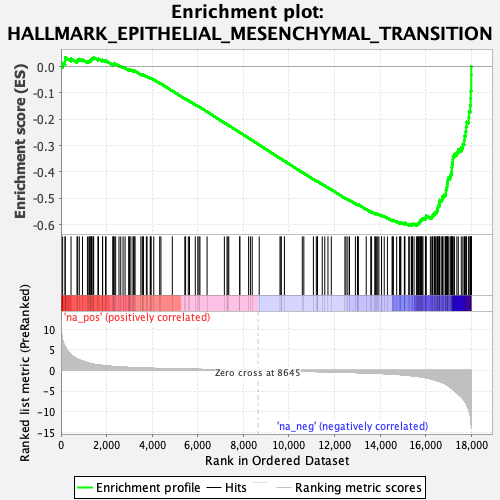 Enrichment plot:
HALLMARK_EPITHELIAL_MESENCHYMAL_TRANSITION
Enrichment score (ES)
0.0
-0.1
-0.2
-0.3
-0.4
-0.5
-0.6
'na_pos' (positively correlated)
Ranked list metric (PreRanked)
10
5
0
-5
-10
-15
Zero cross at 8645
'na_neg' (negatively correlated)
0
2,000
4,000
6,000
8,000
10,000
12,000
14,000
16,000
18,000
Rank in Ordered Dataset
Enrichment profile
Hits
Ranking metric scores